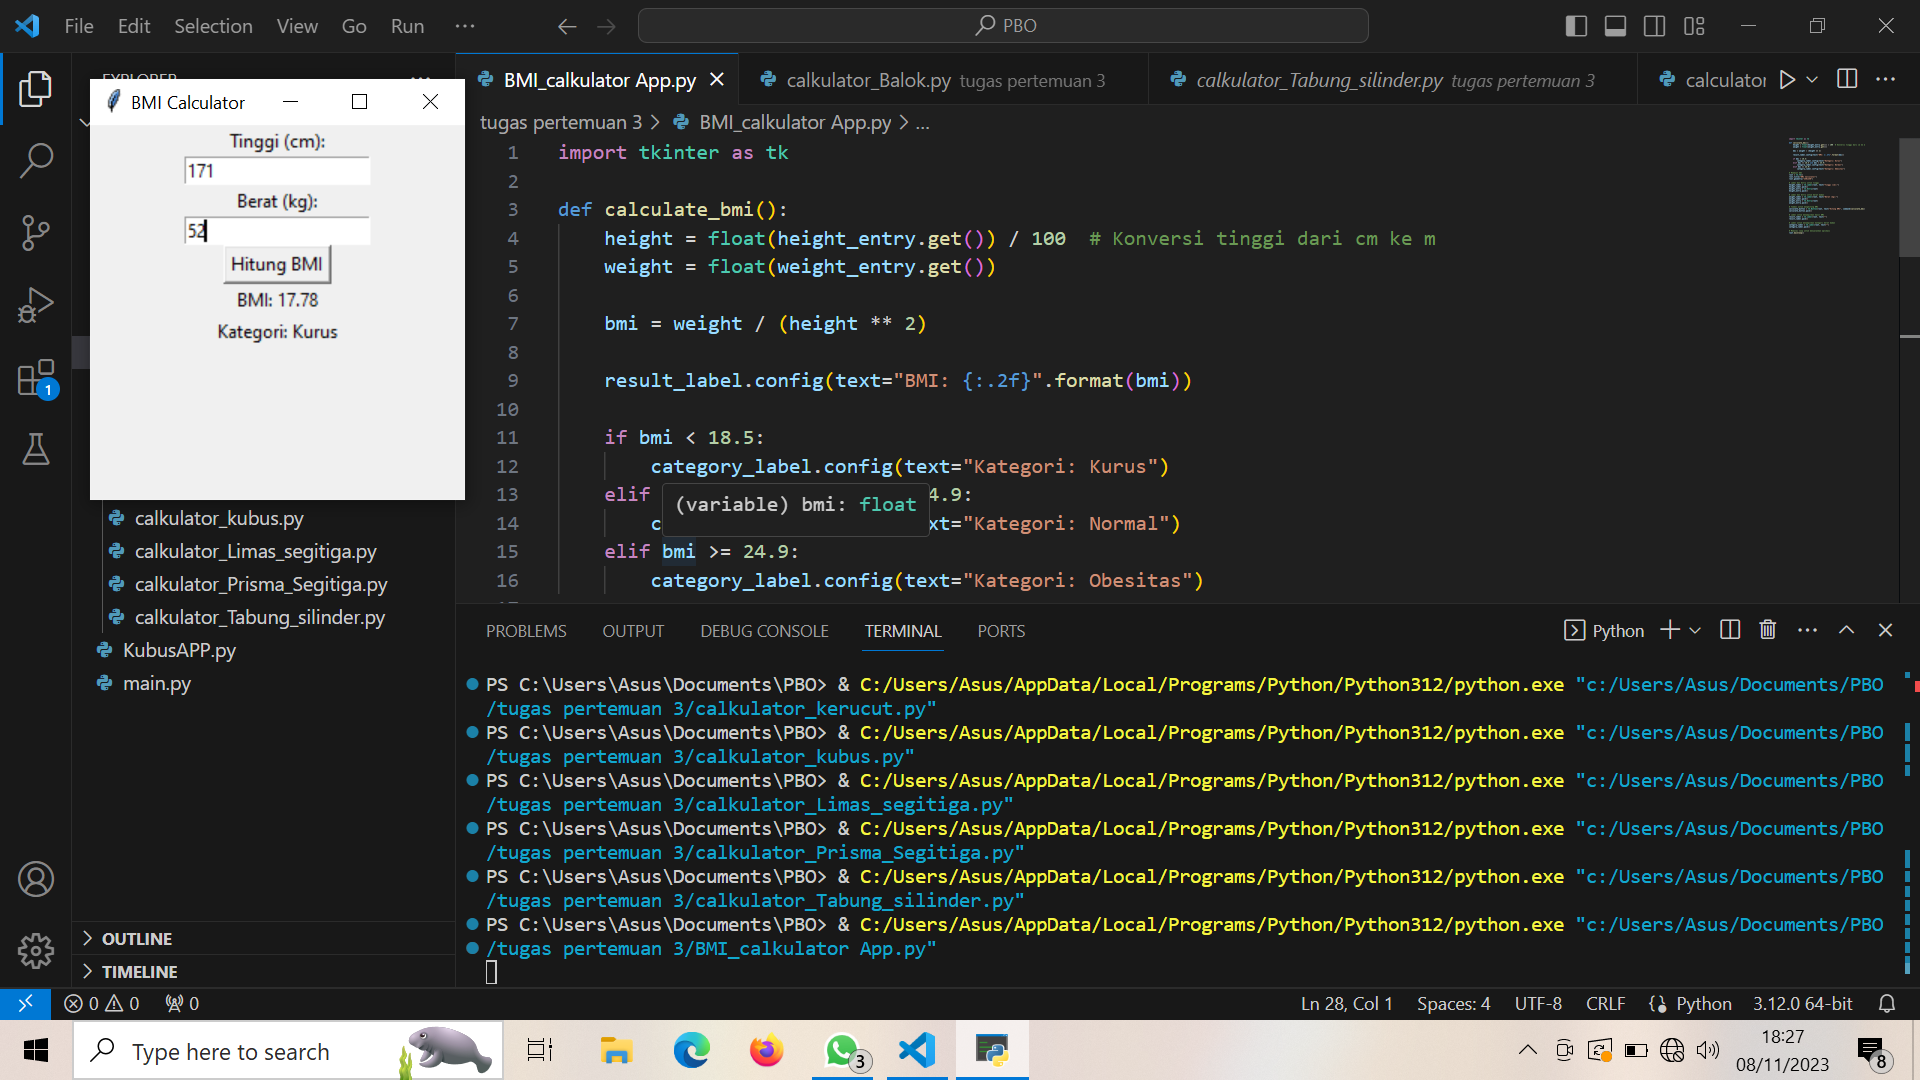 File Edit Selection View Go Run ···
PBO
BMI Calculator
Tinggi (cm):
171
Berat (kg):
52
Hitung BMI
BMI: 17.78
Kategori: Kurus
1
calkulator_kubus.py
calkulator_Limas_segitiga.py
calkulator_Prisma_Segitiga.py
calkulator_Tabung_silinder.py
KubusAPP.py
main.py
OUTLINE
TIMELINE
BMI_calkulator App.py calkulator_Balok.py tugas pertemuan 3 calkulator_Tabung_silinder.py tugas pertemuan 3 calculator
tugas pertemuan 3 > BMI_calkulator App.py > ...
1 import tkinter as tk
2
3 def calculate_bmi():
4 height = float(height_entry.get()) / 100 # Konversi tinggi dari cm ke m
5 weight = float(weight_entry.get())
6
7 bmi = weight / (height ** 2)
8
9 result_label.config(text="BMI: {:.2f}".format(bmi))
10
11 if bmi < 18.5:
12 category_label.config(text="Kategori: Kurus")
13 elif 4.9:
(variable) bmi: float
14 c xt="Kategori: Normal")
15 elif bmi >= 24.9:
16 category_label.config(text="Kategori: Obesitas")
PROBLEMS OUTPUT DEBUG CONSOLE TERMINAL PORTS
Python
PS C:\Users\Asus\Documents\PBO> & C:/Users/Asus/AppData/Local/Programs/Python/Python312/python.exe "c:/Users/Asus/Documents/PBO
/tugas pertemuan 3/calkulator_kerucut.py"
PS C:\Users\Asus\Documents\PBO> & C:/Users/Asus/AppData/Local/Programs/Python/Python312/python.exe "c:/Users/Asus/Documents/PBO
/tugas pertemuan 3/calkulator_kubus.py"
PS C:\Users\Asus\Documents\PBO> & C:/Users/Asus/AppData/Local/Programs/Python/Python312/python.exe "c:/Users/Asus/Documents/PBO
/tugas pertemuan 3/calkulator_Limas_segitiga.py"
PS C:\Users\Asus\Documents\PBO> & C:/Users/Asus/AppData/Local/Programs/Python/Python312/python.exe "c:/Users/Asus/Documents/PBO
/tugas pertemuan 3/calkulator_Prisma_Segitiga.py"
PS C:\Users\Asus\Documents\PBO> & C:/Users/Asus/AppData/Local/Programs/Python/Python312/python.exe "c:/Users/Asus/Documents/PBO
/tugas pertemuan 3/calkulator_Tabung_silinder.py"
PS C:\Users\Asus\Documents\PBO> & C:/Users/Asus/AppData/Local/Programs/Python/Python312/python.exe "c:/Users/Asus/Documents/PBO
/tugas pertemuan 3/BMI_calkulator App.py"
0 0 0 Ln 28, Col 1 Spaces: 4 UTF-8 CRLF {} Python 3.12.0 64-bit
Type here to search
3
18:27
08/11/2023
8